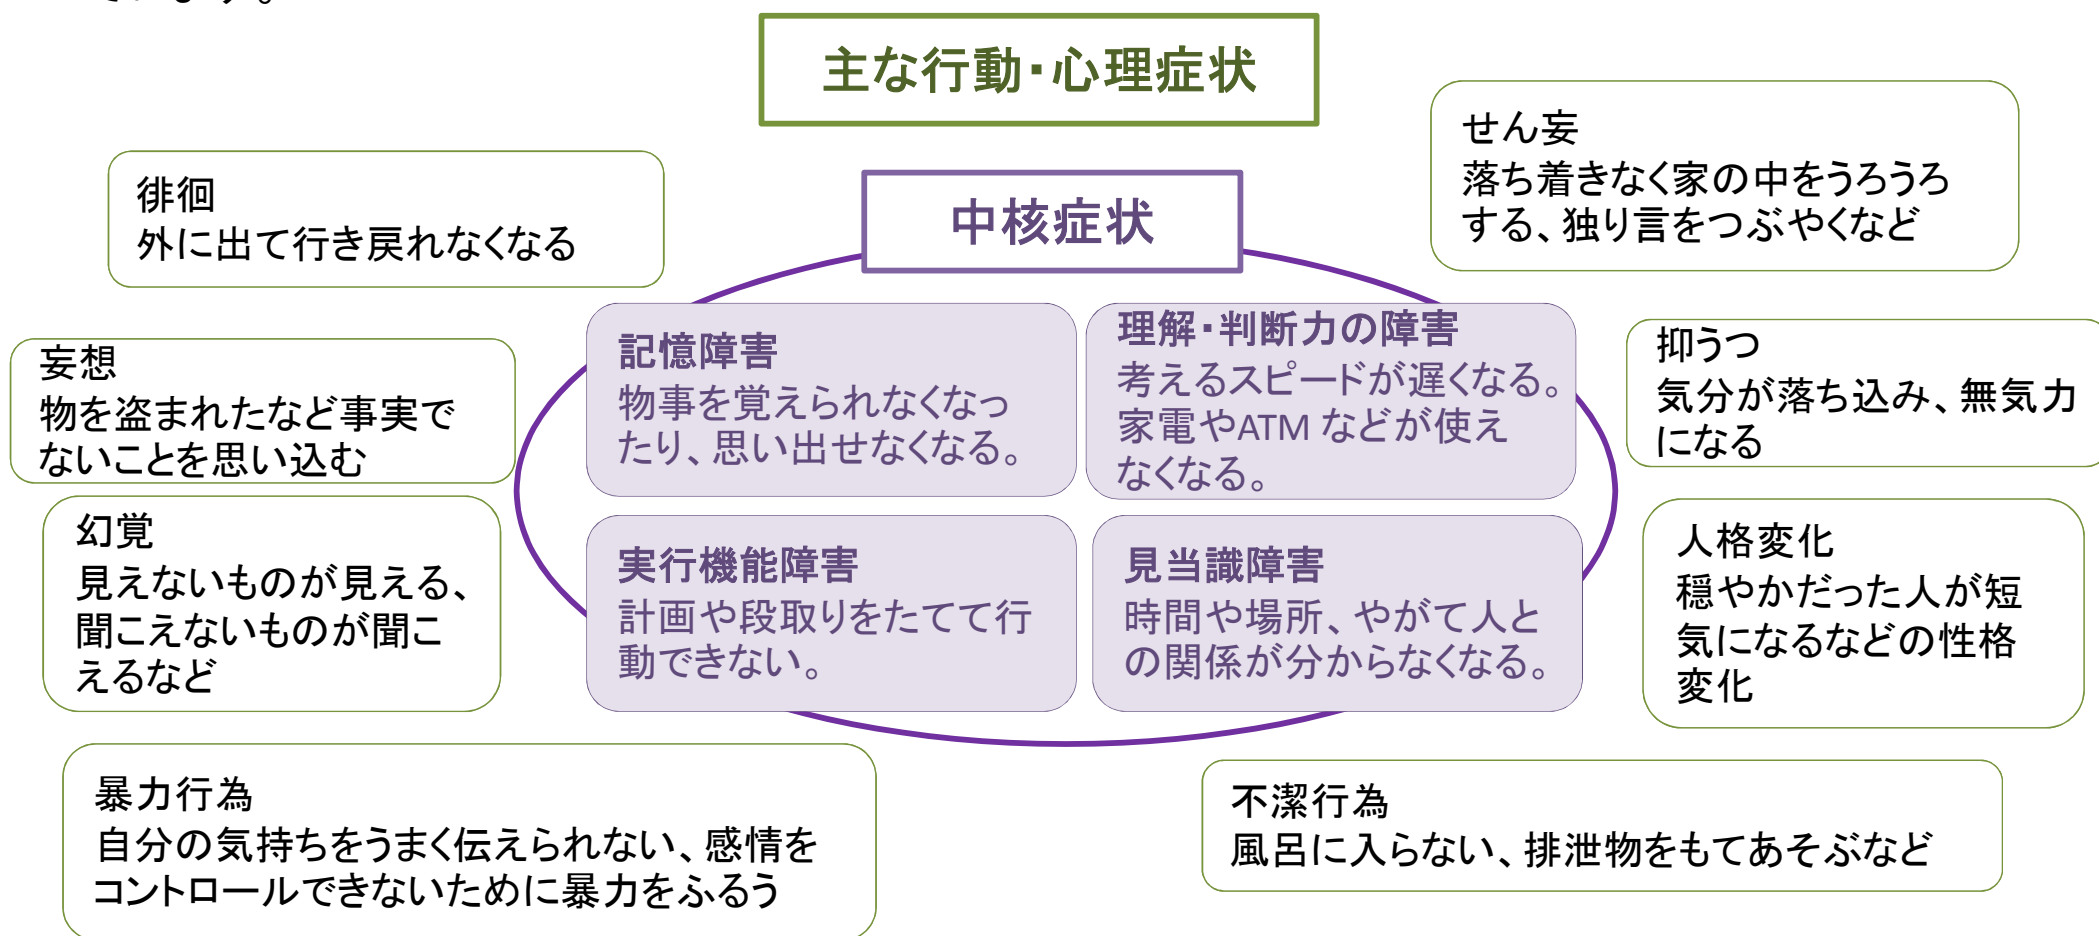 主な行動・心理症状
せん妄
落ち着きなく家の中をうろうろ
する、独り言をつぶやくなど
徘徊
外に出て行き戻れなくなる
中核症状
記憶障害
物事を覚えられなくなっ
たり、思い出せなくなる。
理解・判断力の障害
考えるスピードが遅くなる。
家電やATM などが使え
なくなる。
抑うつ
気分が落ち込み、無気力
になる
妄想
物を盗まれたなど事実で
ないことを思い込む
幻覚
見えないものが見える、
聞こえないものが聞こ
えるなど
実行機能障害
計画や段取りをたてて行
動できない。
見当識障害
時間や場所、やがて人と
の関係が分からなくなる。
人格変化
穏やかだった人が短
気になるなどの性格
変化
暴力行為
自分の気持ちをうまく伝えられない、感情を
コントロールできないために暴力をふるう
不潔行為
風呂に入らない、排泄物をもてあそぶなど